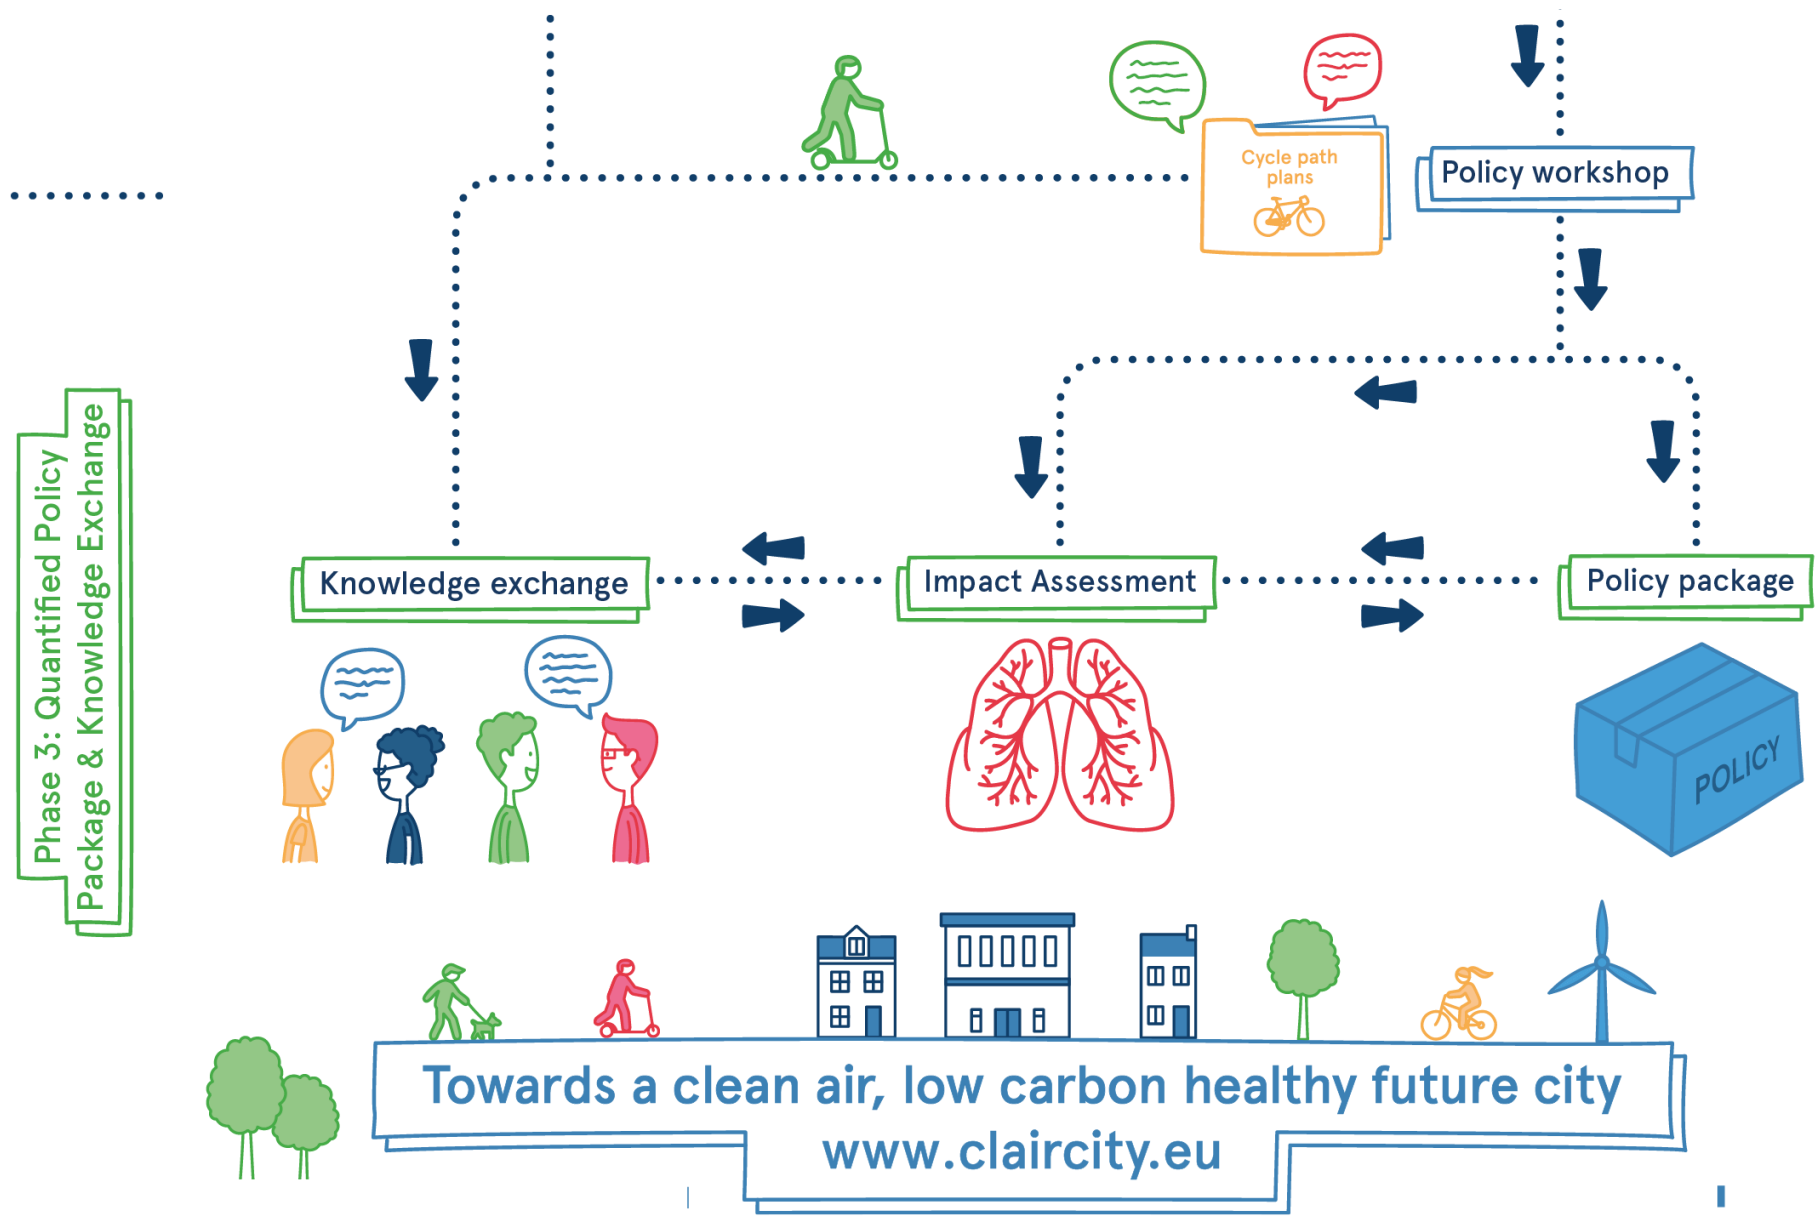 Cycle path
plans
Policy workshop
Phase 3: Quantified Policy
Package & Knowledge Exchange
Knowledge exchange
Impact Assessment
Policy package
POLICY
Towards a clean air, low carbon healthy future city
www.claircity.eu